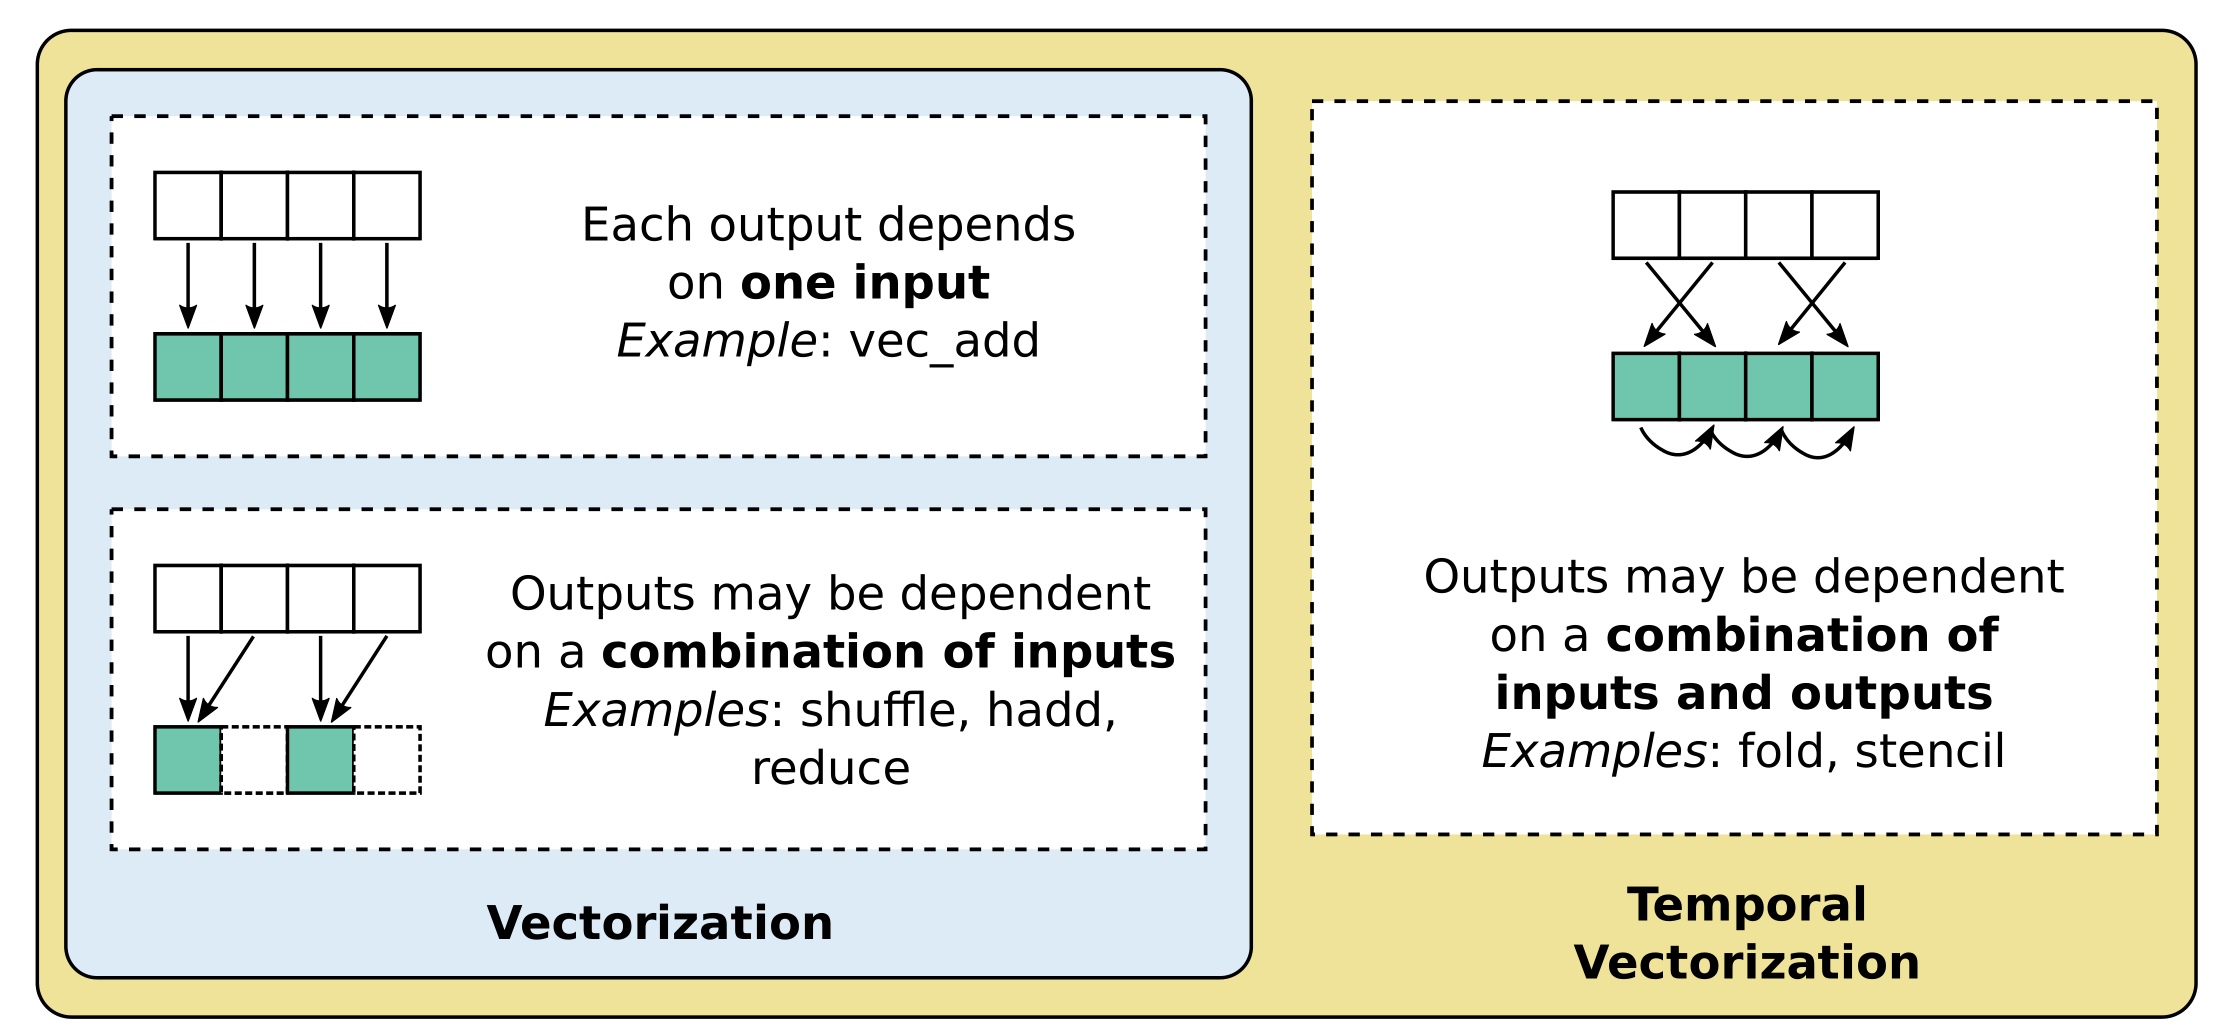 Each output depends
on one input
Example: vec_add
Outputs may be dependent
on a combination of inputs
Examples: shuffle, hadd,
reduce
Vectorization
Outputs may be dependent
on a combination of
inputs and outputs
Examples: fold, stencil
Temporal
Vectorization